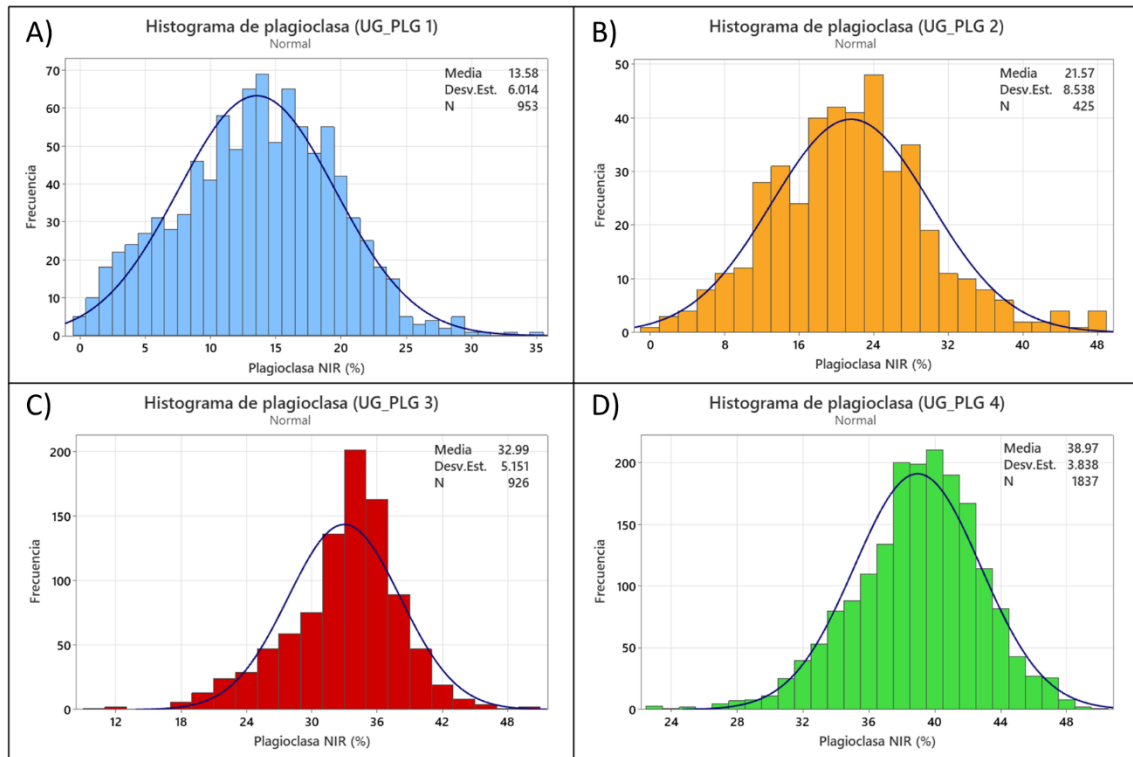 A)
Histograma de plagioclasa (UG_PLG 1)
Normal
Media 13.58
Desv.Est. 6.014
N 953
Frecuencia
70
60
50
40
30
20
10
0
0 5 10 15 20 25 30 35
Plagioclasa NIR (%)
B)
Histograma de plagioclasa (UG_PLG 2)
Normal
Media 21.57
Desv.Est. 8.538
N 425
Frecuencia
50
40
30
20
10
0
0 8 16 24 32 40 48
Plagioclasa NIR (%)
C)
Histograma de plagioclasa (UG_PLG 3)
Normal
Media 32.99
Desv.Est. 5.151
N 926
Frecuencia
200
150
100
50
0
12 18 24 30 36 42 48
Plagioclasa NIR (%)
D)
Histograma de plagioclasa (UG_PLG 4)
Normal
Media 38.97
Desv.Est. 3.838
N 1837
Frecuencia
200
150
100
50
0
24 28 32 36 40 44 48
Plagioclasa NIR (%)